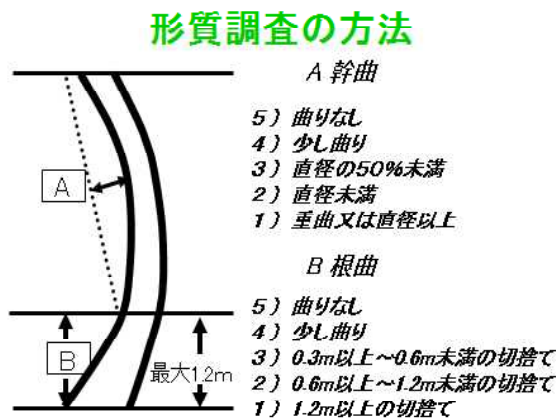 形質調査の方法
A 幹曲
5）曲りなし
4）少し曲り
3）直径の50%未満
2）直径未満
1）重曲又は直径以上
A
B 根曲
5）曲りなし
4）少し曲り
3）0.3m以上～0.6m未満の切捨て
2）0.6m以上～1.2m未満の切捨て
1）1.2m以上の切捨て
B
最大1.2m